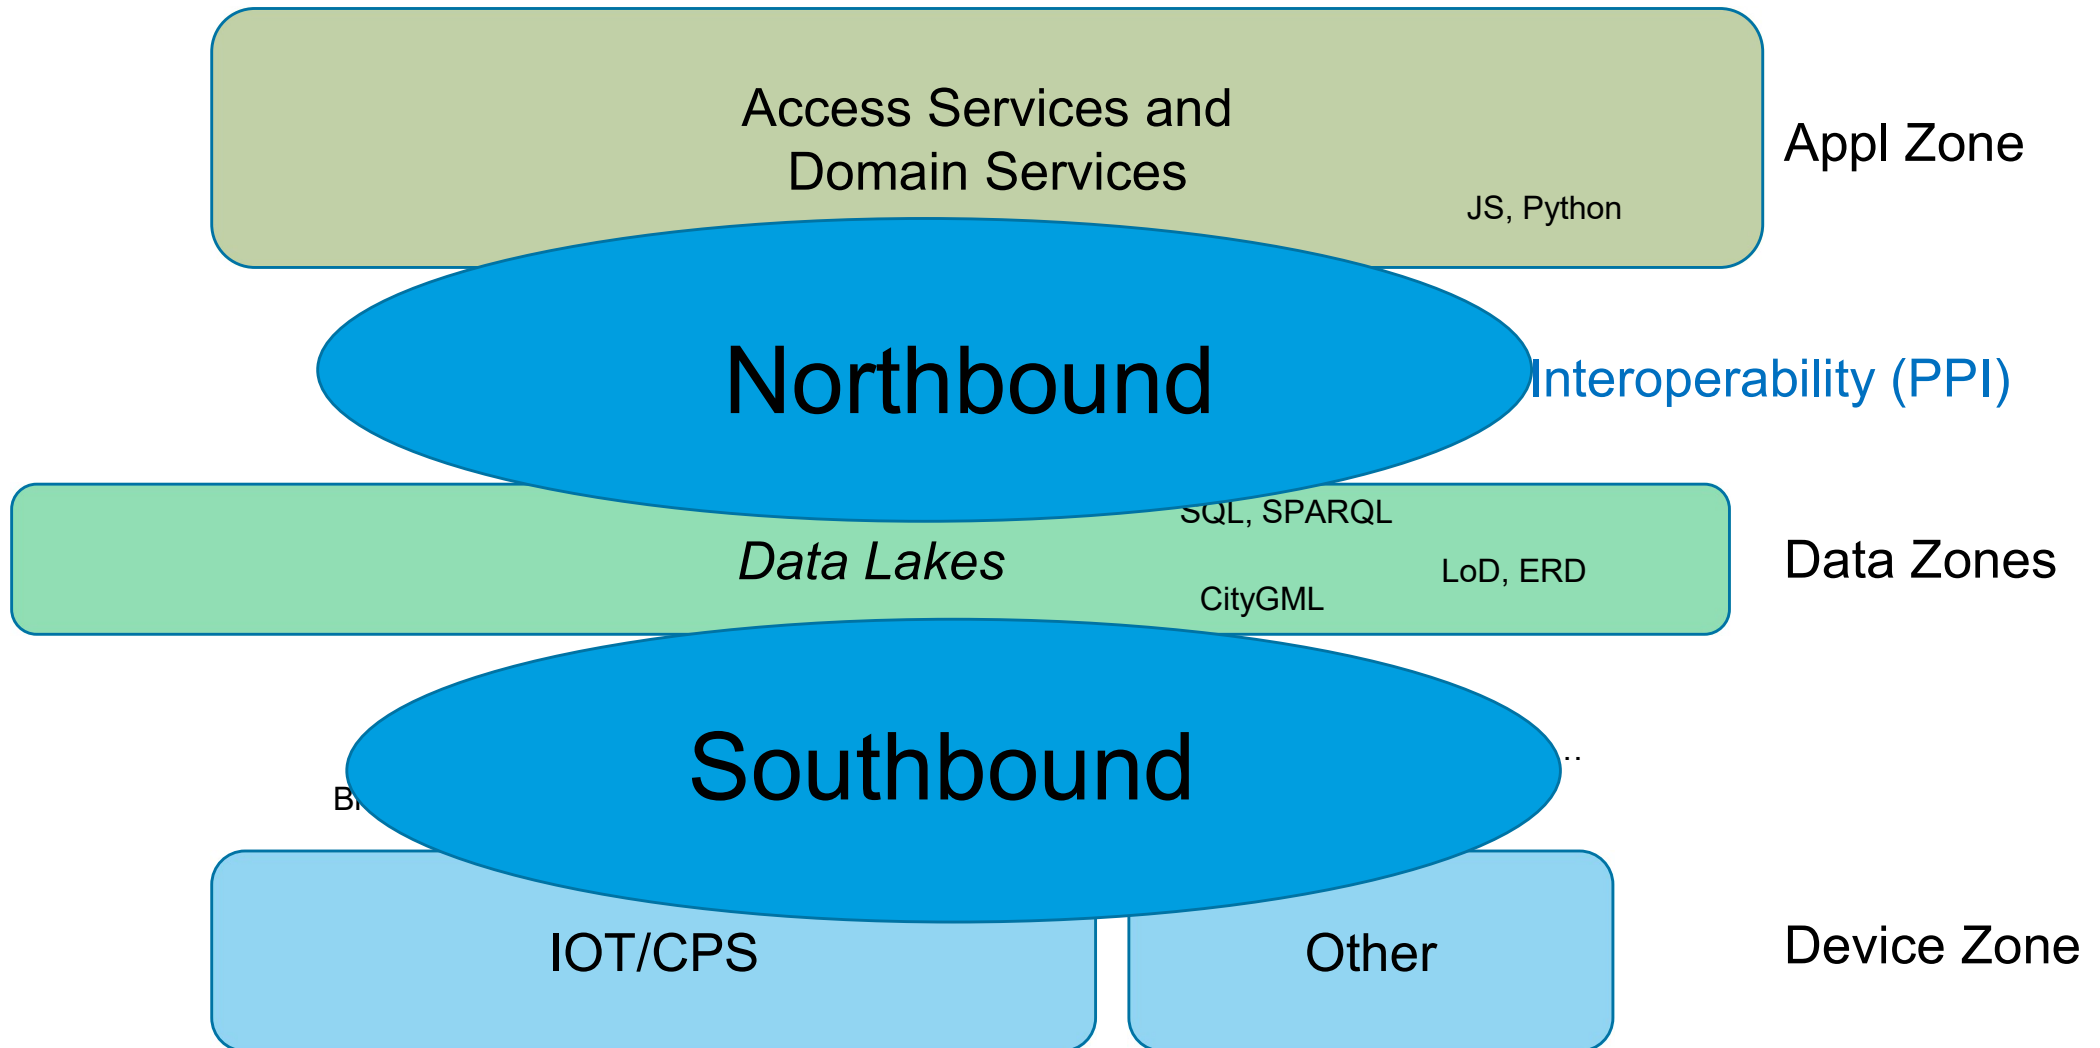 Access Services and
Domain Services
Appl Zone
JS, Python
Northbound
Interoperability (PPI)
SQL, SPARQL
Data Lakes
LoD, ERD
Data Zones
CityGML
Southbound
..
IOT/CPS
Other
Device Zone